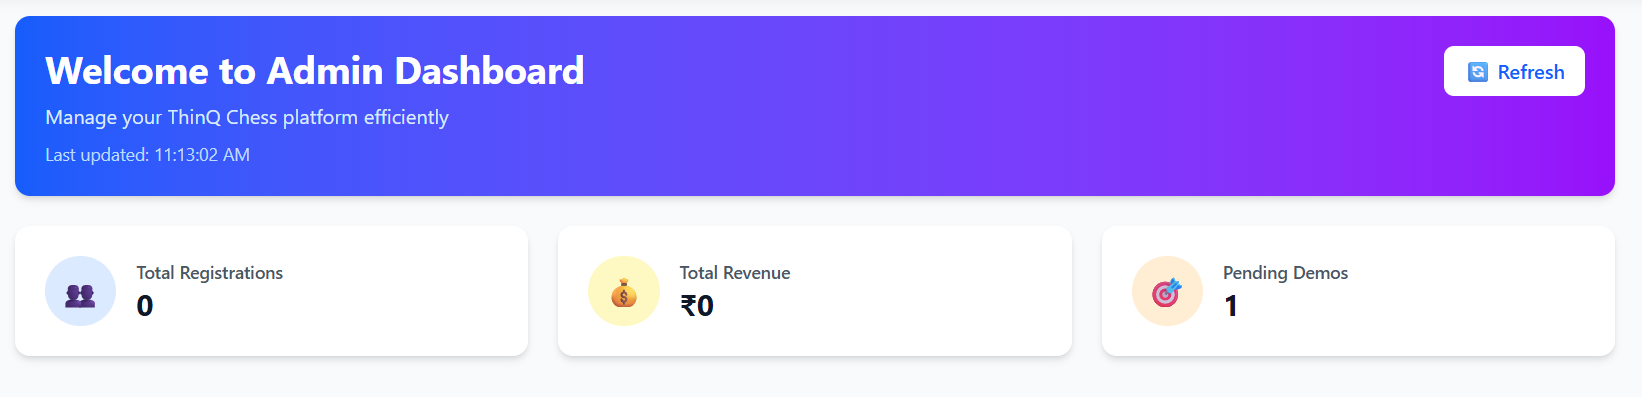 Welcome to Admin Dashboard
Refresh
Manage your ThinQ Chess platform efficiently
Last updated: 11:13:02 AM
Total Registrations
0
Total Revenue
₹0
Pending Demos
1